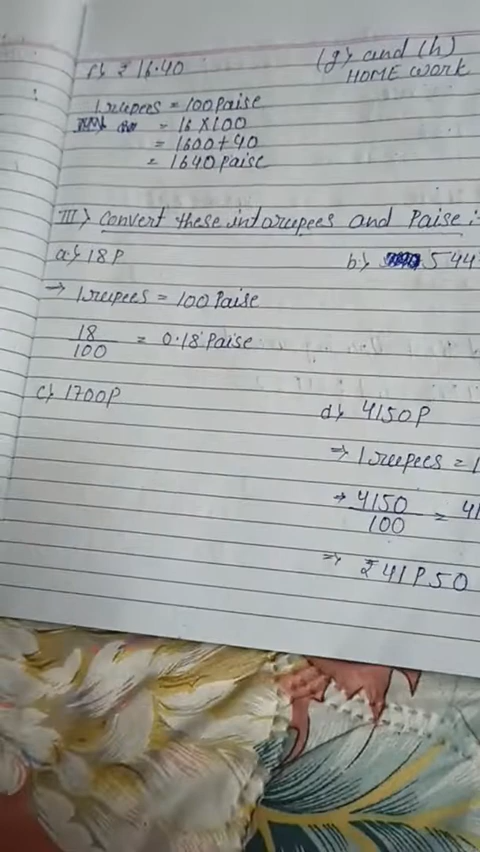 f) ₹ 16.40
(g) and (h)
HOME WORK
1 rupees = 100 Paise
= 16 X 100
= 1600 + 40
= 1640 Paise
III) Convert these into rupees and Paise :-
a) 18 P
b) 544
→ 1 rupees = 100 Paise
18/100 = 0.18 Paise
c) 1700P
d) 4150P
⇒ 1 rupees = 1
→ 4150/100 = 41
⇒ ₹ 41 P 50